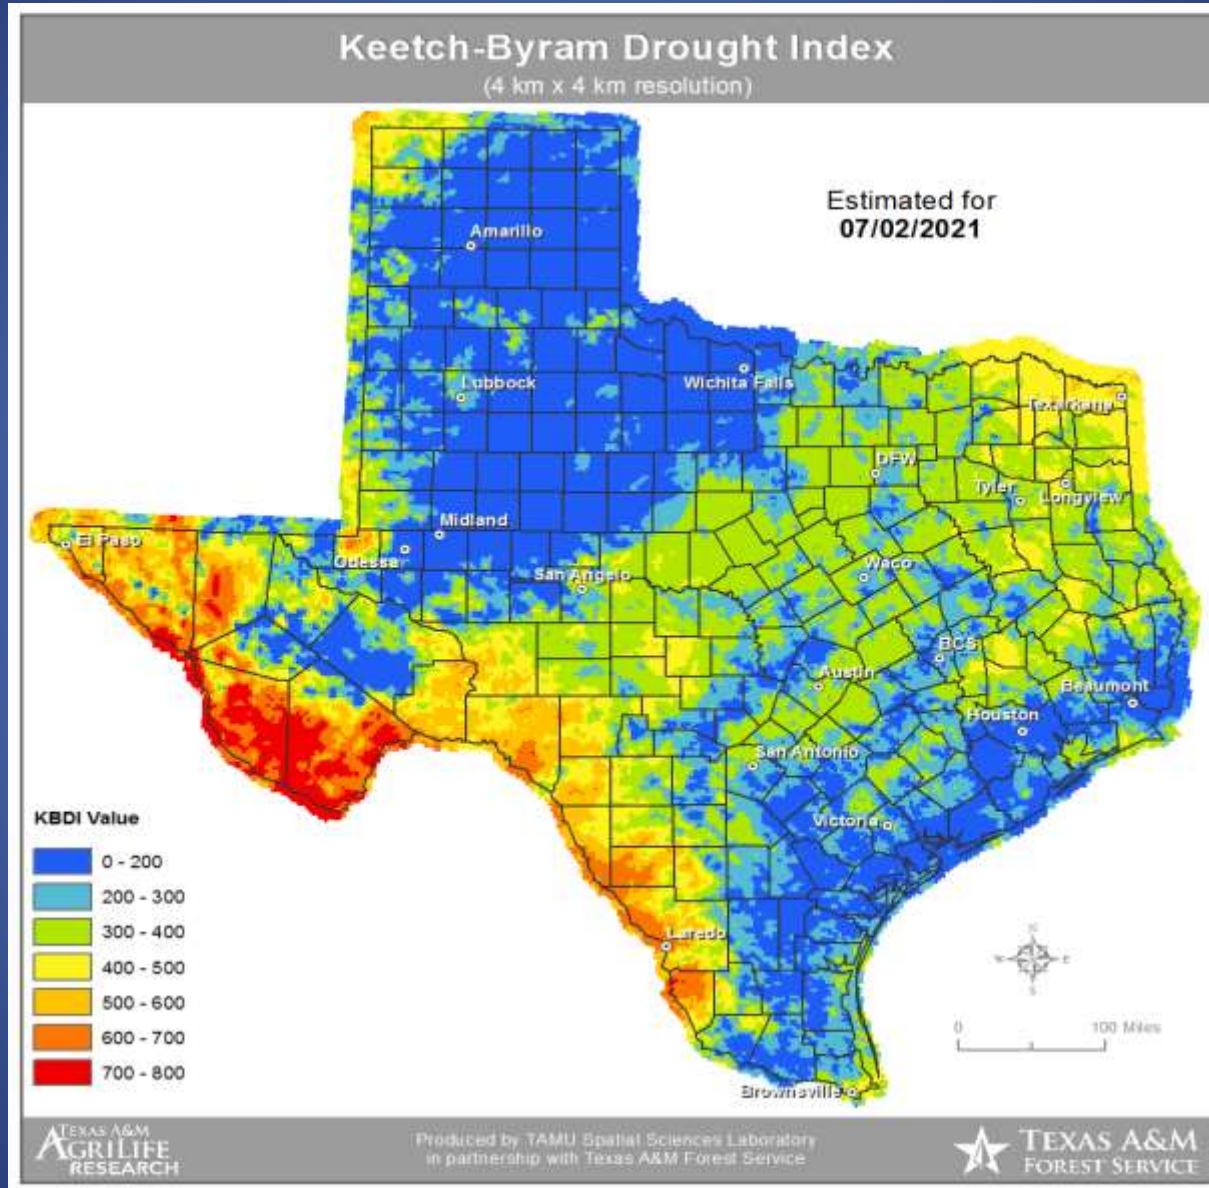 Keetch-Byram Drought Index
(4 km x 4 km resolution)
Estimated for
07/02/2021
Amarillo
Lubbock
Wichita Falls
Texarkana
DFW
Tyler
Longview
Midland
El Paso
Odessa
San Angelo
Waco
BCS
Austin
Beaumont
Houston
San Antonio
Victoria
Laredo
Brownsville
KBDI Value
0 - 200
200 - 300
300 - 400
400 - 500
500 - 600
600 - 700
700 - 800
N
W E
S
0 100 Miles
TEXAS A&M
AGRILIFE
RESEARCH
Produced by TAMU Spatial Sciences Laboratory
in partnership with Texas A&M Forest Service
TEXAS A&M
FOREST SERVICE